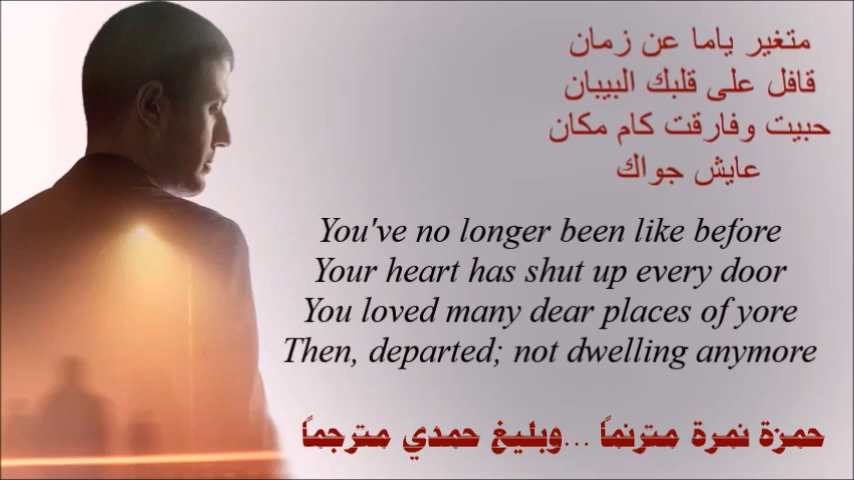 متغير ياما عن زمان
قافل على قلبك البيبان
حبيت وفارقت كام مكان
عايش جواك
You've no longer been like before
Your heart has shut up every door
You loved many dear places of yore
Then, departed; not dwelling anymore
حمزة نمرة مترنماً ...وبليغ حمدي مترجماً